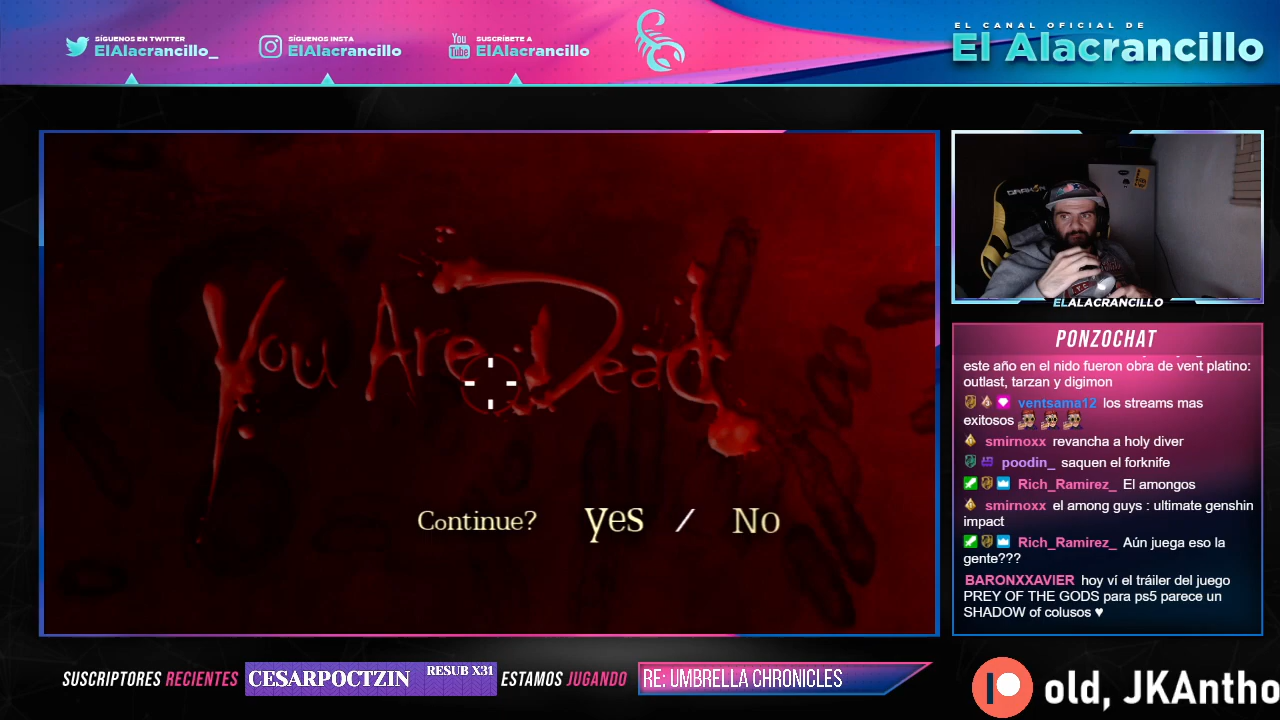 SÍGUENOS EN TWITTER
ElAlacrancillo_
SÍGUENOS INSTA
ElAlacrancillo
You
Tube
SUSCRÍBETE A
ElAlacrancillo
EL CANAL OFICIAL DE
El Alacrancillo
You Are Dead
Continue? yes / No
ELALACRANCILLO
PONZOCHAT
este año en el nido fueron obra de vent platino:
outlast, tarzan y digimon
ventsama12 los streams mas
exitosos
smirnoxx revancha a holy diver
poodin_ saquen el forknife
Rich_Ramirez_ El amongos
smirnoxx el among guys : ultimate genshin
impact
Rich_Ramirez_ Aún juega eso la
gente???
BARONXXAVIER hoy ví el tráiler del juego
PREY OF THE GODS para ps5 parece un
SHADOW of colusos ♥
SUSCRIPTORES RECIENTES
CESARPOCTZIN RESUB X31
ESTAMOS JUGANDO
RE: UMBRELLA CHRONICLES
old, JKAntho